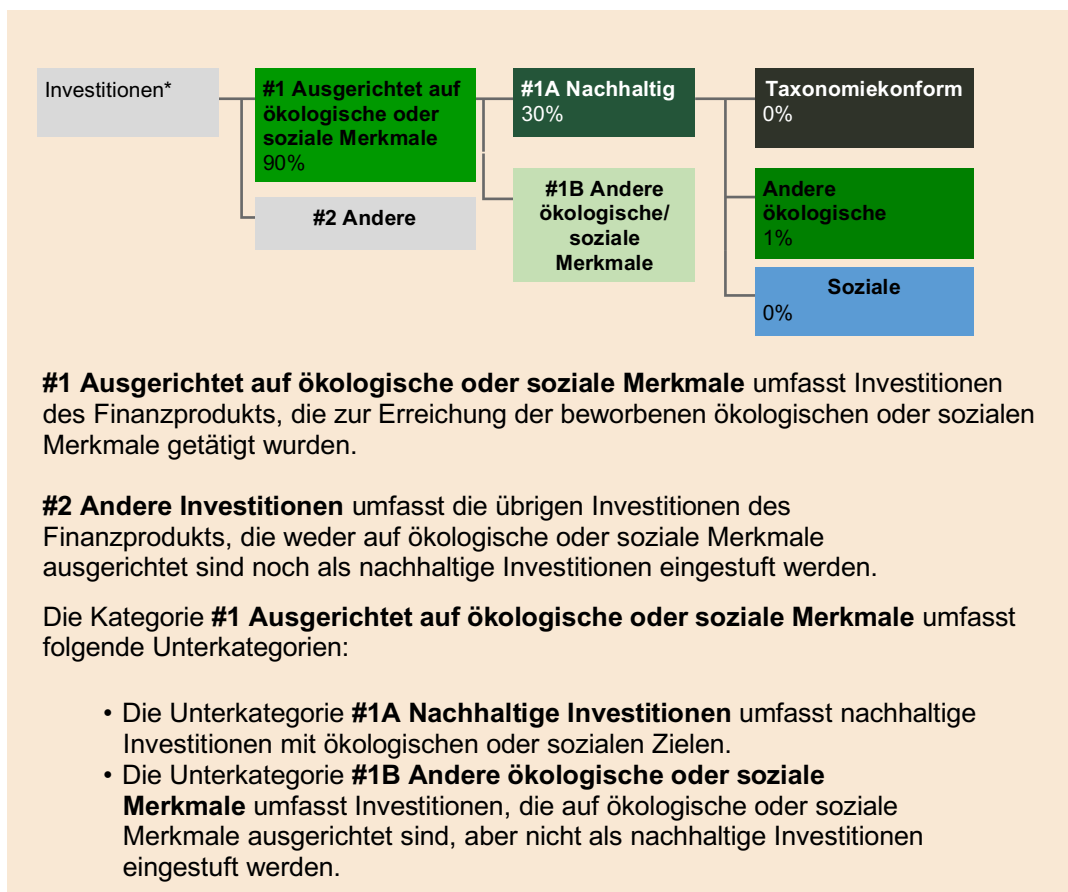 Investitionen*
#1 Ausgerichtet auf
ökologische oder
soziale Merkmale
90%
#2 Andere
#1A Nachhaltig
30%
#1B Andere
ökologische/
soziale
Merkmale
Taxonomiekonform
0%
Andere
ökologische
1%
Soziale
0%
#1 Ausgerichtet auf ökologische oder soziale Merkmale umfasst Investitionen
des Finanzprodukts, die zur Erreichung der beworbenen ökologischen oder sozialen
Merkmale getätigt wurden.
#2 Andere Investitionen umfasst die übrigen Investitionen des
Finanzprodukts, die weder auf ökologische oder soziale Merkmale
ausgerichtet sind noch als nachhaltige Investitionen eingestuft werden.
Die Kategorie #1 Ausgerichtet auf ökologische oder soziale Merkmale umfasst
folgende Unterkategorien:
• Die Unterkategorie #1A Nachhaltige Investitionen umfasst nachhaltige
Investitionen mit ökologischen oder sozialen Zielen.
• Die Unterkategorie #1B Andere ökologische oder soziale
Merkmale umfasst Investitionen, die auf ökologische oder soziale
Merkmale ausgerichtet sind, aber nicht als nachhaltige Investitionen
eingestuft werden.